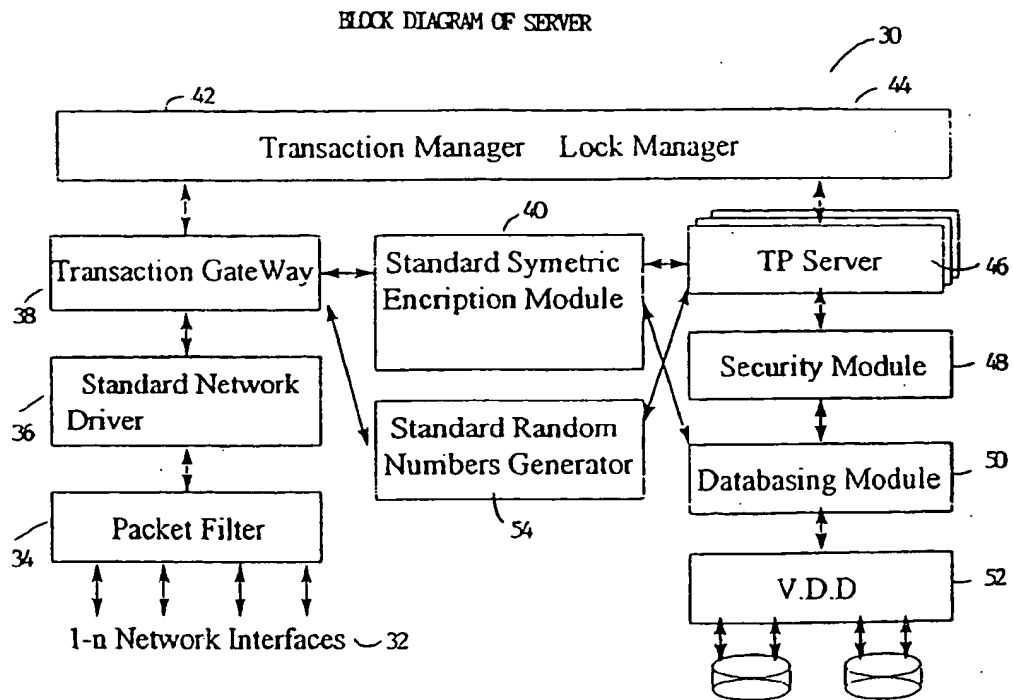 BLOCK DIAGRAM OF SERVER
30
42
44
Transaction Manager Lock Manager
40
Transaction GateWay
38
Standard Symetric
Encription Module
TP Server
46
Standard Network
Driver
36
Security Module
48
Standard Random
Numbers Generator
54
Databasing Module
50
Packet Filter
34
V.D.D
52
1-n Network Interfaces
32